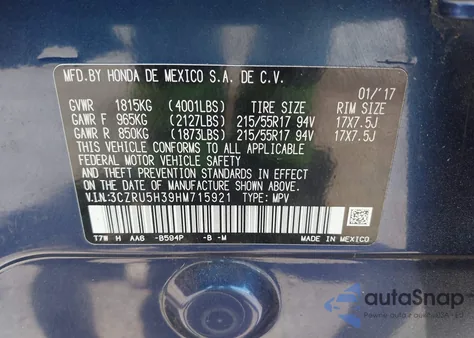 MFD.BY HONDA DE MEXICO S.A. DE C.V.
01/'17
GVWR 1815KG (4001LBS) TIRE SIZE RIM SIZE
GAWR F 965KG (2127LBS) 215/55R17 94V 17X7.5J
GAWR R 850KG (1873LBS) 215/55R17 94V 17X7.5J
THIS VEHICLE CONFORMS TO ALL APPLICABLE
FEDERAL MOTOR VEHICLE SAFETY
AND THEFT PREVENTION STANDARDS IN EFFECT
ON THE DATE OF MANUFACTURE SHOWN ABOVE.
V.I.N:3CZRU5H39HM715921 TYPE: MPV
T7W H AA6 -B594P -B -M
MADE IN MEXICO
autoSnap